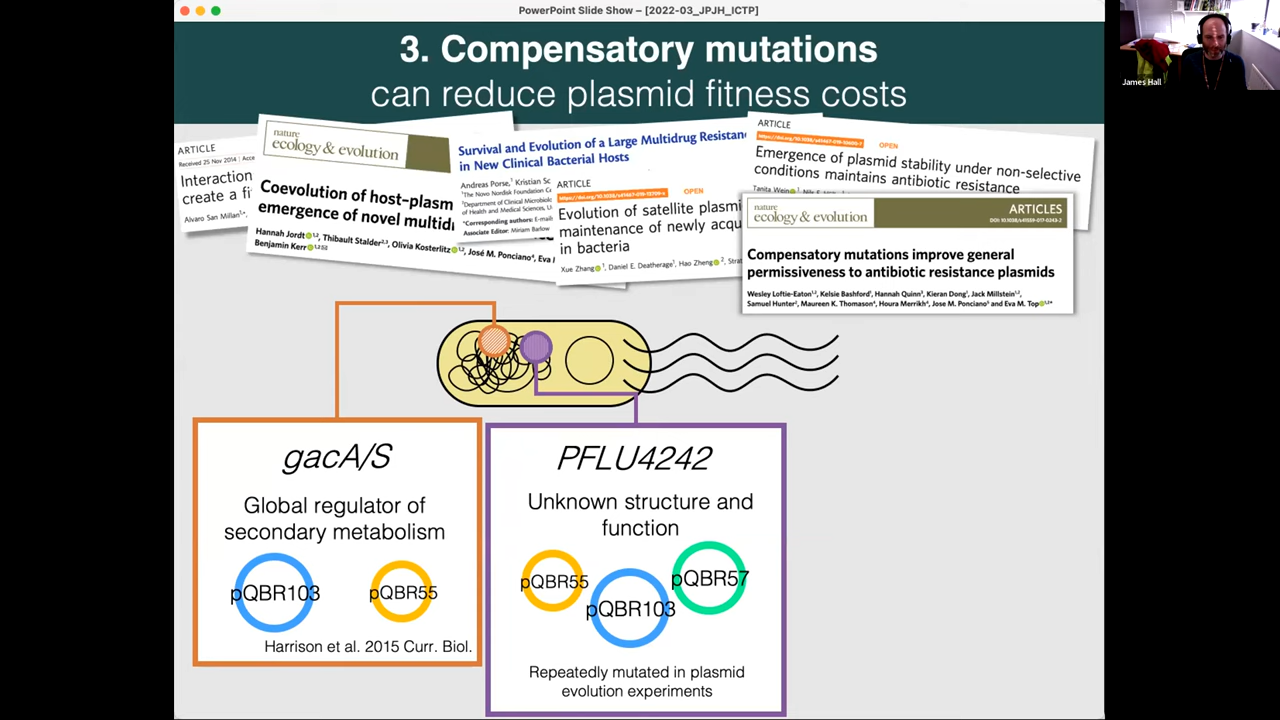 PowerPoint Slide Show – [2022-03_JPJH_ICTP]
James Hall
3. Compensatory mutations
can reduce plasmid fitness costs
ARTICLE
Received 25 Nov 2014
Interaction
create a
Alvaro San Millan
nature
ecology & evolution
Coevolution of host–plasm
emergence of novel multid
Hannah Jordt, Thibault Stalder, Olivia Kosterlitz, José M. Ponciano, Eva
Benjamin Kerr
Survival and Evolution of a Large Multidrug Resistan
in New Clinical Bacterial Hosts
Andreas Porse, Kristian
The Novo Nordisk Foundation
Department of Clinical
of Health and Medical Sciences,
*Corresponding authors:
Associate Editor: Miriam Barlow
ARTICLE
OPEN
Evolution of satellite plasmi
maintenance of newly acqu
in bacteria
Xue Zhang, Daniel E. Deatherage, Hao Zheng,
ARTICLE
OPEN
Emergence of plasmid stability under non-selective
conditions maintains antibiotic resistance
Tanita Wein
nature
ecology & evolution
ARTICLES
Compensatory mutations improve general
permissiveness to antibiotic resistance plasmids
Wesley Loftie-Eaton, Kelsie Bashford, Hannah Quinn, Kieran Dong, Jack Millstein,
Samuel Hunter, Maureen K. Thomason, Houra Merrikh, Jose M. Ponciano and Eva M. Top
gacA/S
Global regulator of
secondary metabolism
pQBR103
pQBR55
Harrison et al. 2015 Curr. Biol.
PFLU4242
Unknown structure and
function
pQBR55
pQBR103
pQBR57
Repeatedly mutated in plasmid
evolution experiments